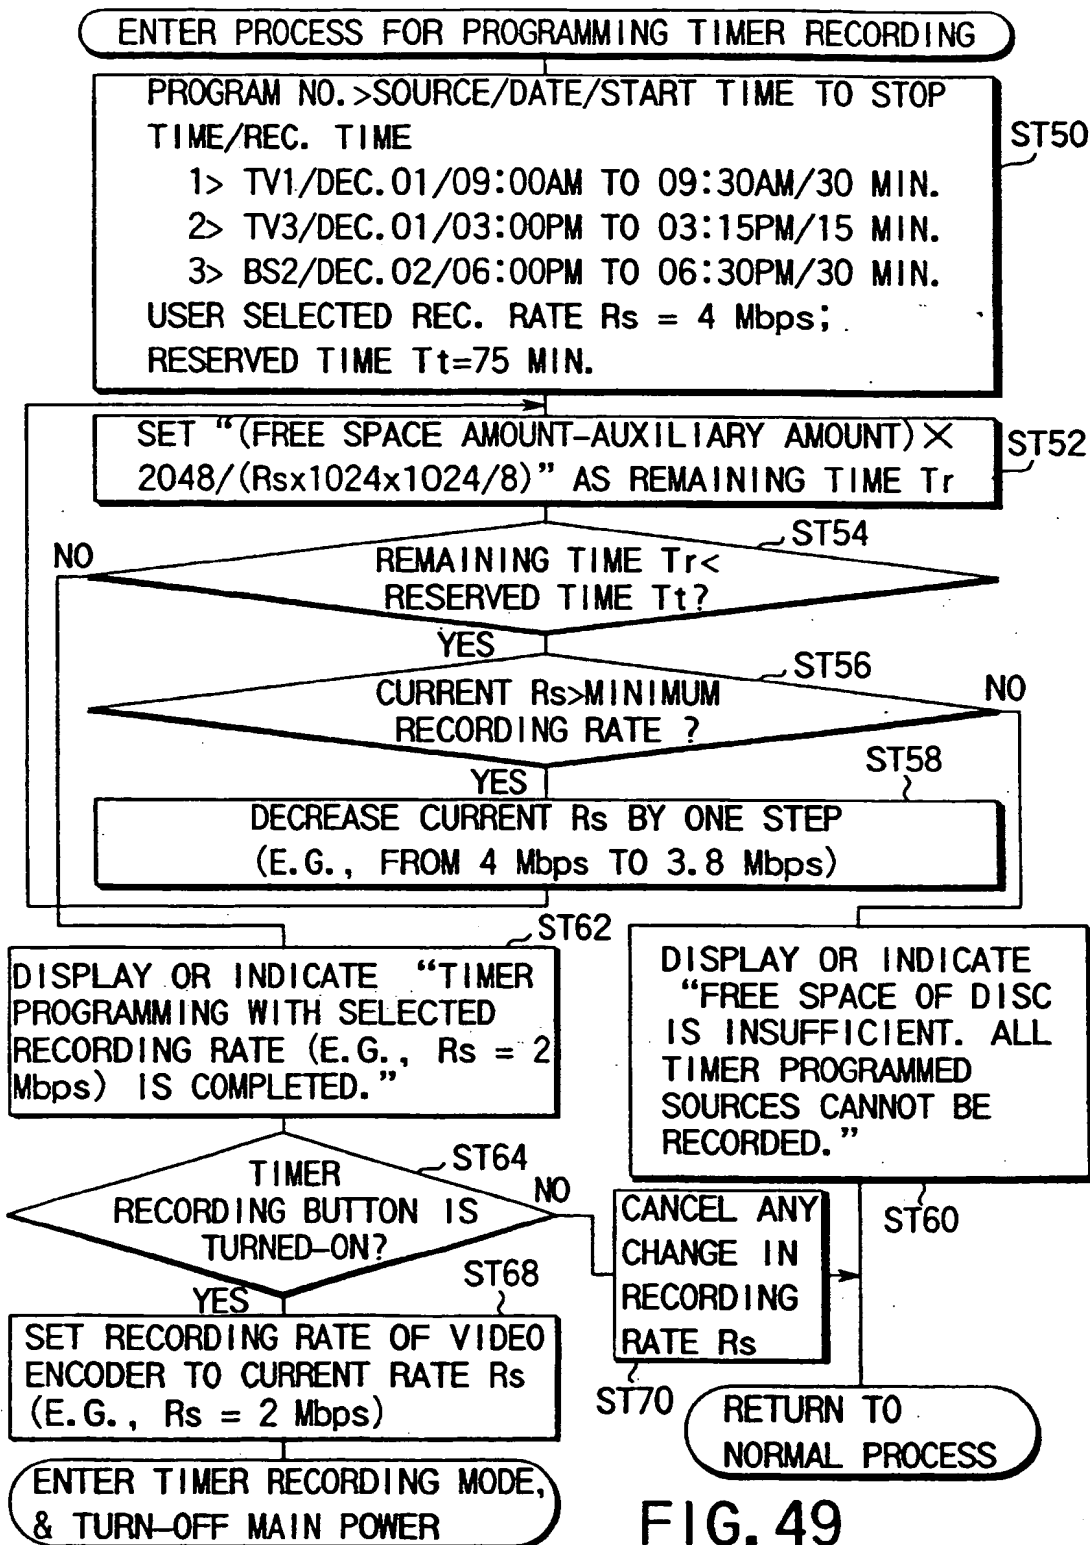 ENTER PROCESS FOR PROGRAMMING TIMER RECORDING
PROGRAM NO.>SOURCE/DATE/START TIME TO STOP
TIME/REC. TIME
1> TV1/DEC.01/09:00AM TO 09:30AM/30 MIN.
2> TV3/DEC.01/03:00PM TO 03:15PM/15 MIN.
3> BS2/DEC.02/06:00PM TO 06:30PM/30 MIN.
USER SELECTED REC. RATE Rs = 4 Mbps;
RESERVED TIME Tt=75 MIN.
ST50
SET “(FREE SPACE AMOUNT-AUXILIARY AMOUNT)×
2048/(Rsx1024x1024/8)” AS REMAINING TIME Tr
ST52
ST54
NO
REMAINING TIME Tr<
RESERVED TIME Tt?
YES
ST56
CURRENT Rs>MINIMUM
RECORDING RATE ?
NO
YES
ST58
DECREASE CURRENT Rs BY ONE STEP
(E.G., FROM 4 Mbps TO 3.8 Mbps)
ST62
DISPLAY OR INDICATE “TIMER
PROGRAMMING WITH SELECTED
RECORDING RATE (E.G., Rs = 2
Mbps) IS COMPLETED.”
DISPLAY OR INDICATE
“FREE SPACE OF DISC
IS INSUFFICIENT. ALL
TIMER PROGRAMMED
SOURCES CANNOT BE
RECORDED.”
ST60
ST64
TIMER
RECORDING BUTTON IS
TURNED-ON?
NO
YES
CANCEL ANY
CHANGE IN
RECORDING
RATE Rs
ST70
ST68
SET RECORDING RATE OF VIDEO
ENCODER TO CURRENT RATE Rs
(E.G., Rs = 2 Mbps)
RETURN TO
NORMAL PROCESS
ENTER TIMER RECORDING MODE,
& TURN-OFF MAIN POWER
FIG. 49